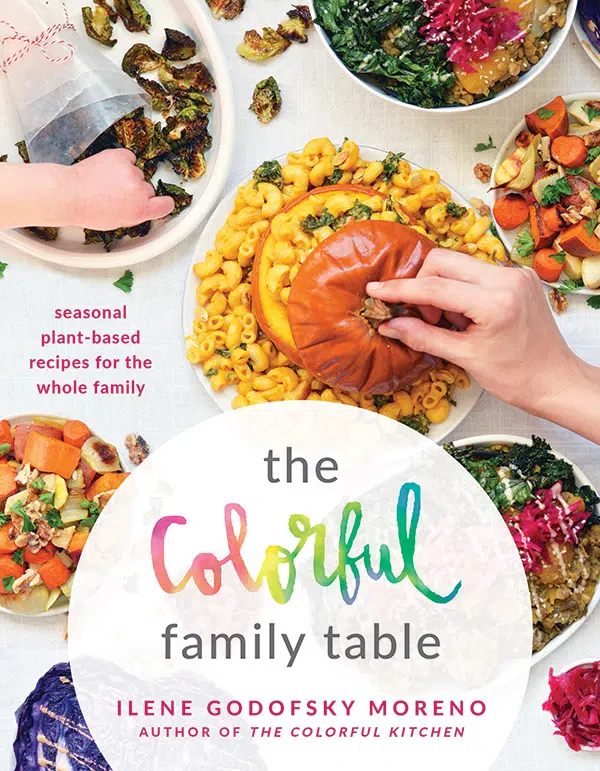 seasonal
plant-based
recipes for the
whole family
the
Colorful
family table
ILENE GODOFSKY MORENO
AUTHOR OF THE COLORFUL KITCHEN